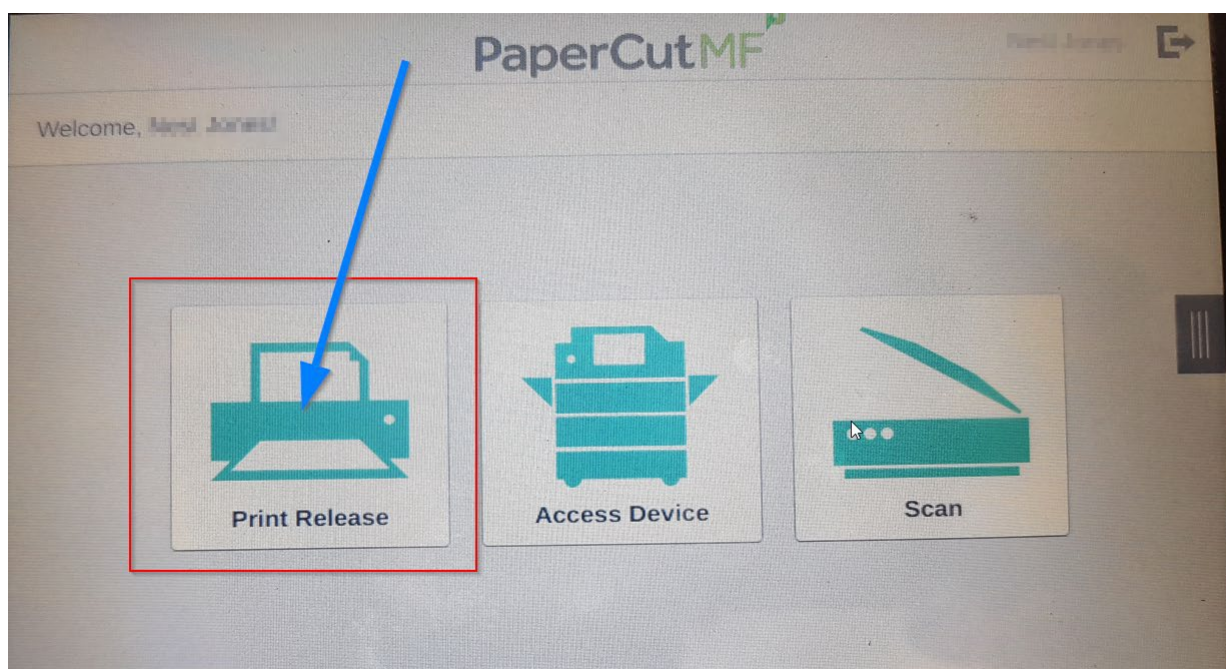 PaperCutMF
Welcome,
Print Release
Access Device
Scan